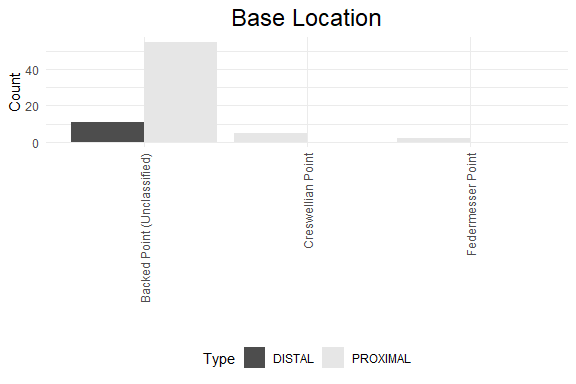 Base Location
Count
40
20
0
Backed Point (Unclassified)
Creswellian Point
Federmesser Point
Type DISTAL PROXIMAL